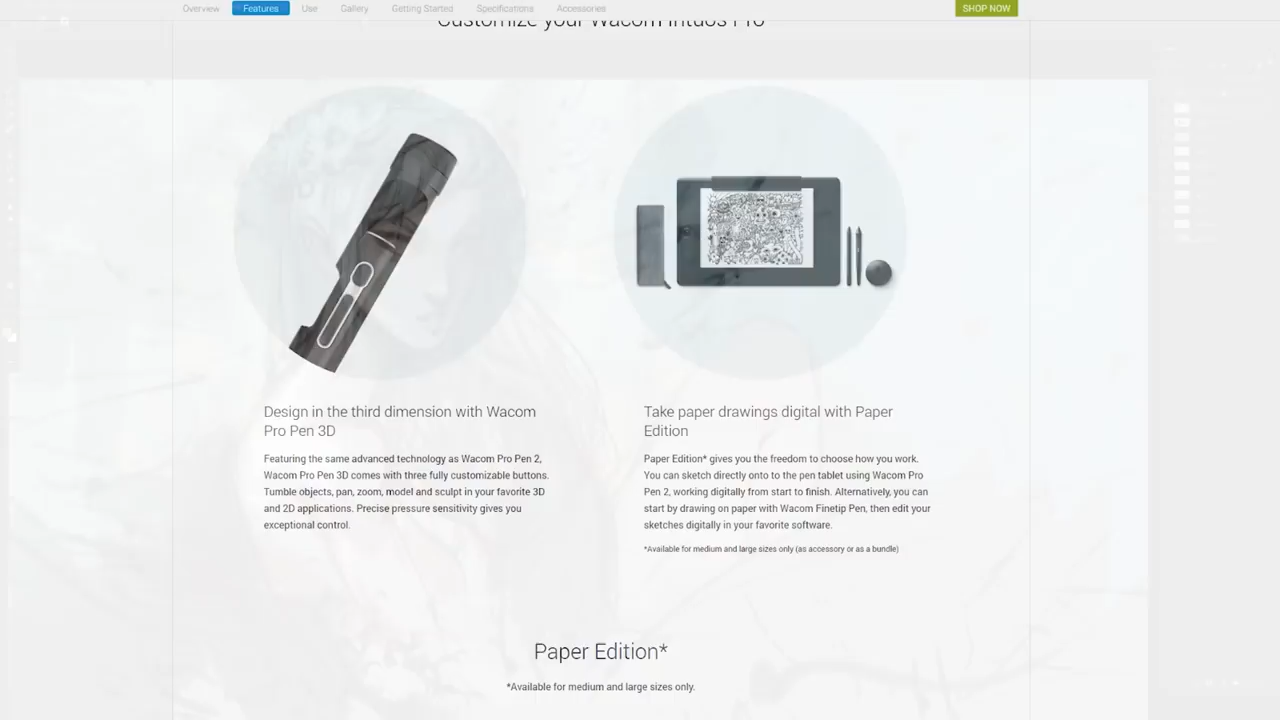 Overview Features Use Gallery Getting Started Specifications Accessories SHOP NOW
Customize your Wacom Intuos Pro
Design in the third dimension with Wacom
Pro Pen 3D
Featuring the same advanced technology as Wacom Pro Pen 2,
Wacom Pro Pen 3D comes with three fully customizable buttons.
Tumble objects, pan, zoom, model and sculpt in your favorite 3D
and 2D applications. Precise pressure sensitivity gives you
exceptional control.
Take paper drawings digital with Paper
Edition
Paper Edition* gives you the freedom to choose how you work.
You can sketch directly onto to the pen tablet using Wacom Pro
Pen 2, working digitally from start to finish. Alternatively, you can
start by drawing on paper with Wacom Finetip Pen, then edit your
sketches digitally in your favorite software.
*Available for medium and large sizes only (as accessory or as a bundle)
Paper Edition*
*Available for medium and large sizes only.